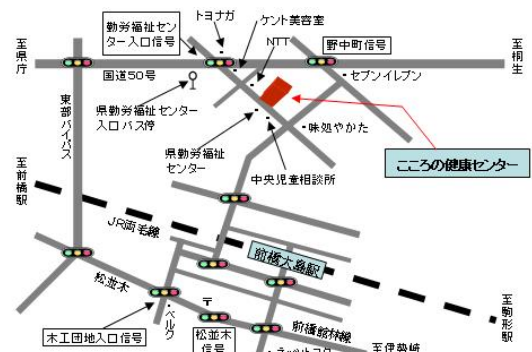 トヨナガ
勤労福祉セン
ター入口信号
ケント美容室
NTT
野中町信号
至県庁
国道50号
至桐生
セブンイレブン
東部バイパス
県勤労福祉センター
入口バス停
県勤労福祉
センター
味処やかた
中央児童相談所
こころの健康センター
至前橋駅
JR両毛線
前橋大島駅
松並木
至駒形駅
木工団地入口信号
ベルク
〒
松並木
信号
前橋館林線
至伊勢崎